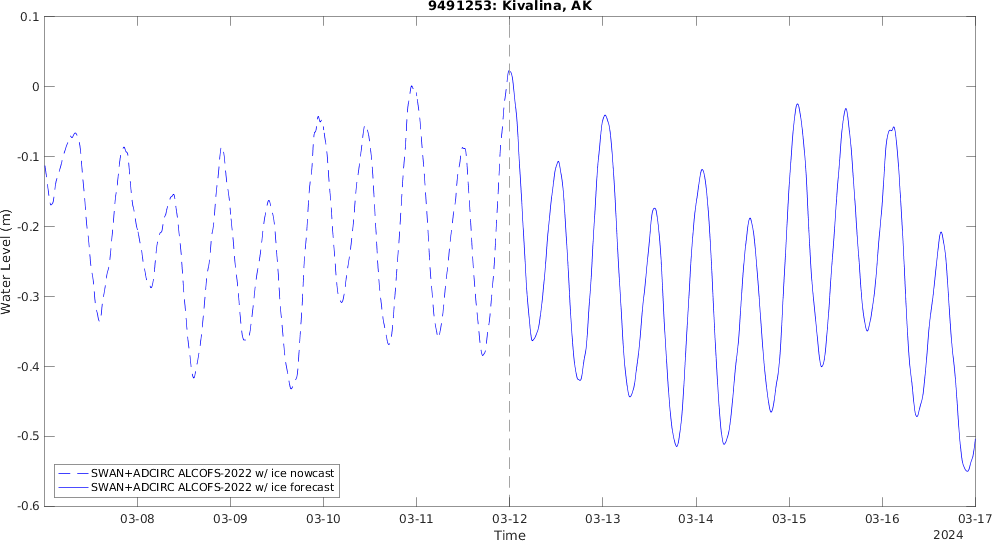 9491253: Kivalina, AK
Water Level (m)
0.1
0
-0.1
-0.2
-0.3
-0.4
-0.5
-0.6
SWAN+ADCIRC ALCOFS-2022 w/ ice nowcast
SWAN+ADCIRC ALCOFS-2022 w/ ice forecast
03-08 03-09 03-10 03-11 03-12 03-13 03-14 03-15 03-16 03-17
Time
2024